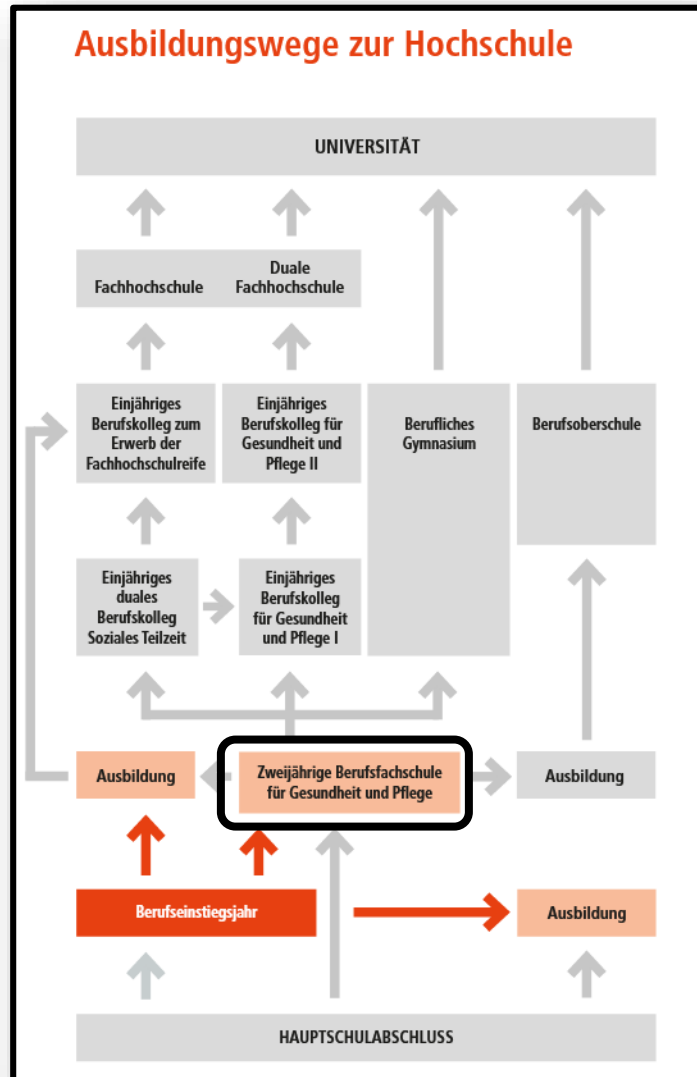 Ausbildungswege zur Hochschule
UNIVERSITÄT
Fachhochschule
Duale
Fachhochschule
Einjähriges
Berufskolleg zum
Erwerb der
Fachhochschulreife
Einjähriges
Berufskolleg für
Gesundheit und
Pflege II
Berufliches
Gymnasium
Berufsoberschule
Einjähriges
duales
Berufskolleg
Soziales Teilzeit
Einjähriges
Berufskolleg
für Gesundheit
und Pflege I
Ausbildung
Zweijährige Berufsfachschule
für Gesundheit und Pflege
Ausbildung
Berufseinstiegsjahr
Ausbildung
HAUPTSCHULABSCHLUSS